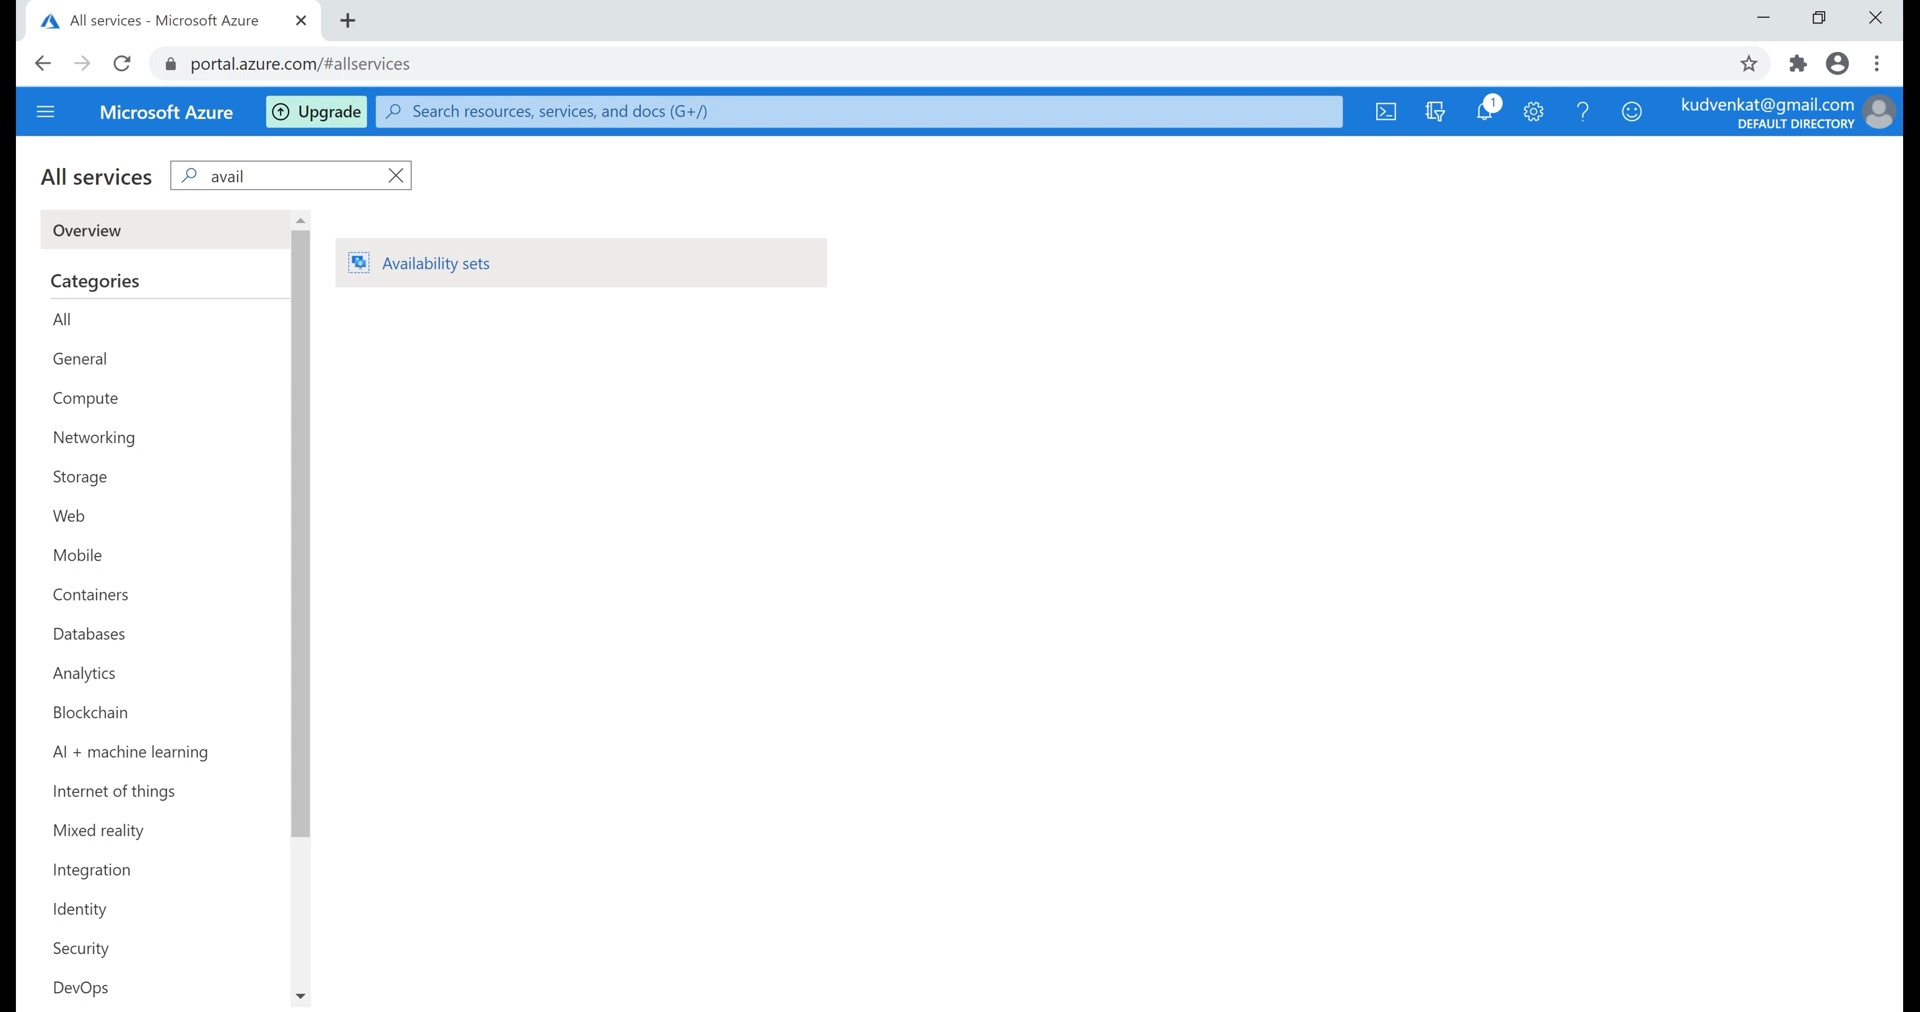 All services - Microsoft Azure
portal.azure.com/#allservices
Microsoft Azure
Upgrade
Search resources, services, and docs (G+/)
1
kudvenkat@gmail.com
DEFAULT DIRECTORY
All services
avail
Overview
Categories
All
General
Compute
Networking
Storage
Web
Mobile
Containers
Databases
Analytics
Blockchain
AI + machine learning
Internet of things
Mixed reality
Integration
Identity
Security
DevOps
Availability sets